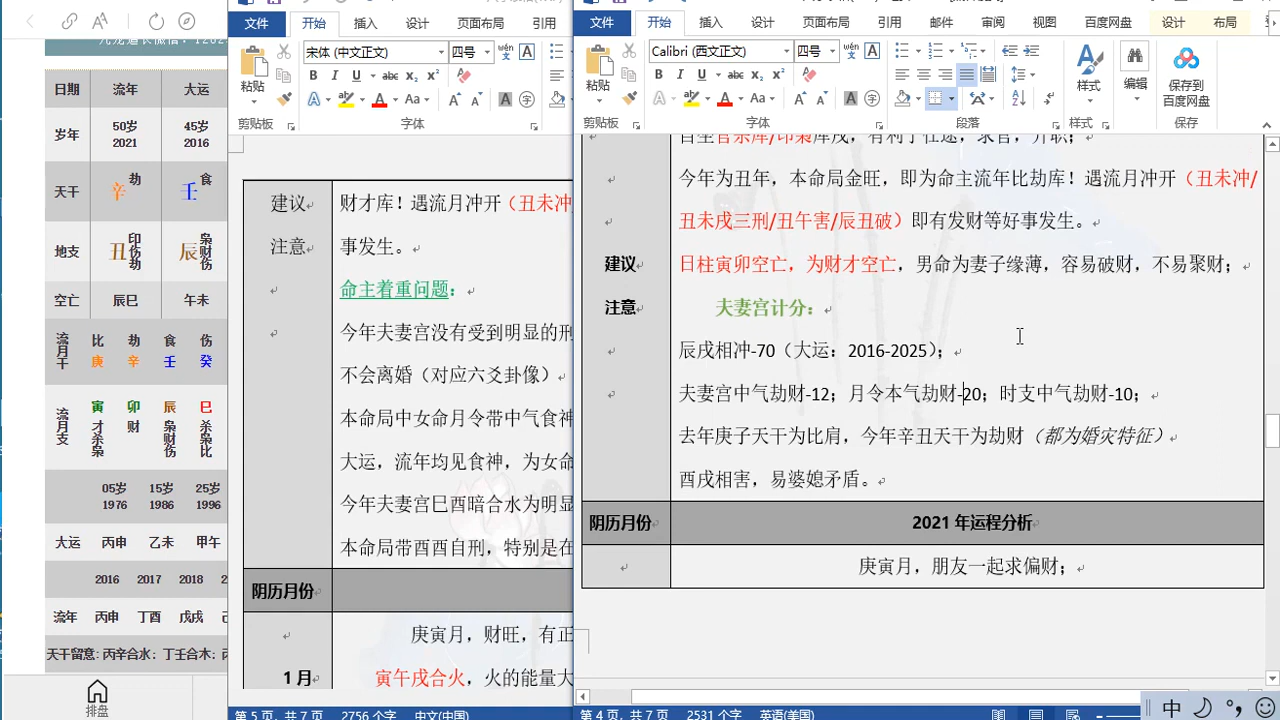 日期 流年 大运
岁年 50岁 45岁
2021 2016
天干 辛 劫 壬 食
地支 丑 印伤劫 辰 枭财伤
空亡 辰巳 午未
流月干 比 劫 食 伤
庚 辛 壬 癸
流月支 寅 卯 辰 巳
才杀枭 财 枭财伤 杀枭比
05岁 15岁 25岁
1976 1986 1996
大运 丙申 乙未 甲午
2016 2017 2018 2
流年 丙申 丁酉 戊戌
天干留意: 丙辛合水; 丁壬合木;
排盘
文件 开始 插入 设计 页面布局 引用
宋体 (中文正文) 四号
粘贴
剪贴板 字体
建议 财才库！遇流月冲开（丑未冲
注意 事发生。
命主着重问题：
今年夫妻宫没有受到明显的刑
不会离婚（对应六爻卦像）
本命局中女命月令带中气食神
大运，流年均见食神，为女命
今年夫妻宫巳酉暗合水为明显
本命局带酉酉自刑，特别是在
阴历月份
庚寅月，财旺，有正
1月 寅午戌合火，火的能量大
第 5 页，共 7 页 2756 个字 中文(中国)
文件 开始 插入 设计 页面布局 引用 邮件 审阅 视图 百度网盘 设计 布局
Calibri (西文正文) 四号
粘贴 样式 编辑 保存到
百度网盘
剪贴板 字体 段落 样式 保存
自坐官杀库/印枭库戌，有利于仕途，求官，升职；
今年为丑年，本命局金旺，即为命主流年比劫库！遇流月冲开（丑未冲/
丑未戌三刑/丑午害/辰丑破）即有发财等好事发生。
建议 日柱寅卯空亡，为财才空亡，男命为妻子缘薄，容易破财，不易聚财；
注意 夫妻宫计分：
辰戌相冲-70（大运：2016-2025）；
夫妻宫中气劫财-12；月令本气劫财-20；时支中气劫财-10；
去年庚子天干为比肩，今年辛丑天干为劫财（都为婚灾特征）
酉戌相害，易婆媳矛盾。
阴历月份 2021 年运程分析
庚寅月，朋友一起求偏财；
第 4 页，共 7 页 2531 个字 英语(美国)
中